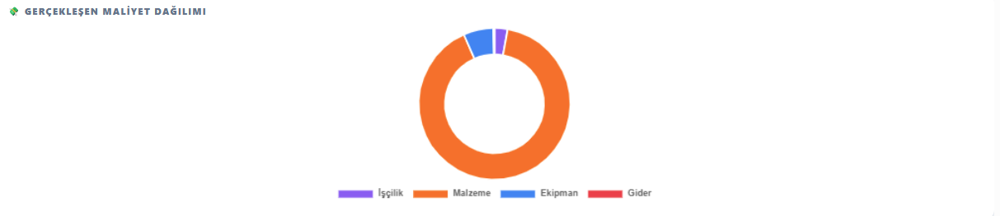 GERÇEKLEŞEN MALİYET DAĞILIMI
İşçilik Malzeme Ekipman Gider